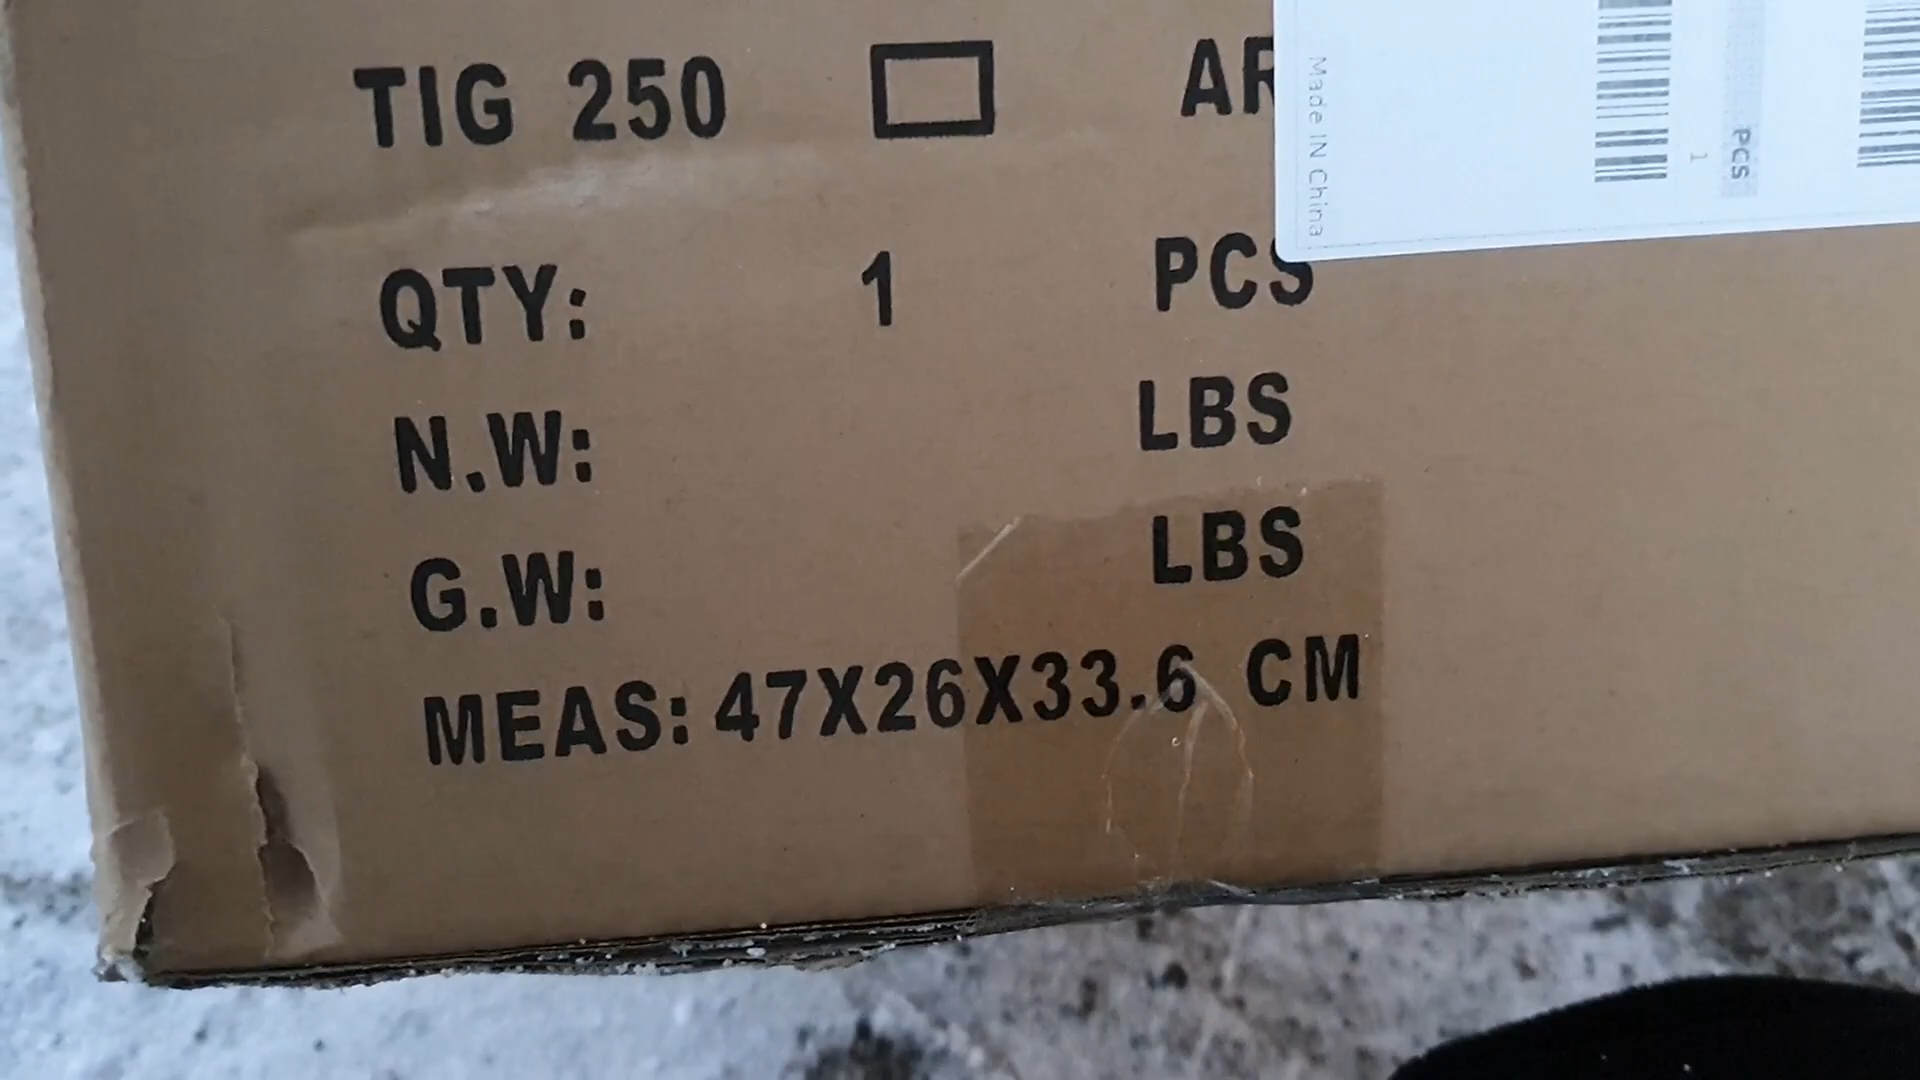 TIG 250
QTY: 1 PCS
N.W: LBS
G.W: LBS
MEAS: 47X26X33.6 CM
Made IN China
PCS
1